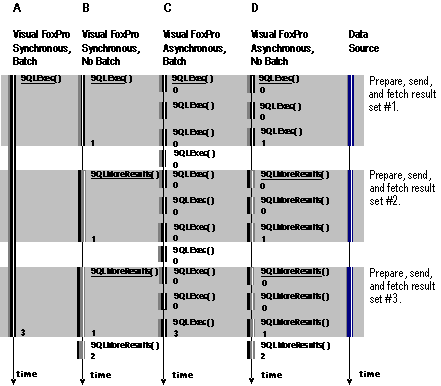 A B C D
Visual FoxPro Synchronous, Batch
Visual FoxPro Synchronous, No Batch
Visual FoxPro Asynchronous, Batch
Visual FoxPro Asynchronous, No Batch
Data Source
SQLExec() SQLExec() SQLExec() SQLExec()
0 0
SQLExec() SQLExec()
0 0
SQLExec() SQLExec()
1 0 1
Prepare, send, and fetch result set #1.
SQLExec()
0
SQLMoreResults() SQLExec() SQLMoreResults()
0 0
SQLExec() SQLMoreResults()
0 0
SQLExec() SQLMoreResults()
1 0 1
Prepare, send, and fetch result set #2.
SQLExec()
0
SQLMoreResults() SQLExec() SQLMoreResults()
0 0
SQLExec() SQLMoreResults()
0 0
SQLExec() SQLMoreResults()
3 1 3 1
Prepare, send, and fetch result set #3.
SQLMoreResults() SQLMoreResults()
2 2
time time time time time